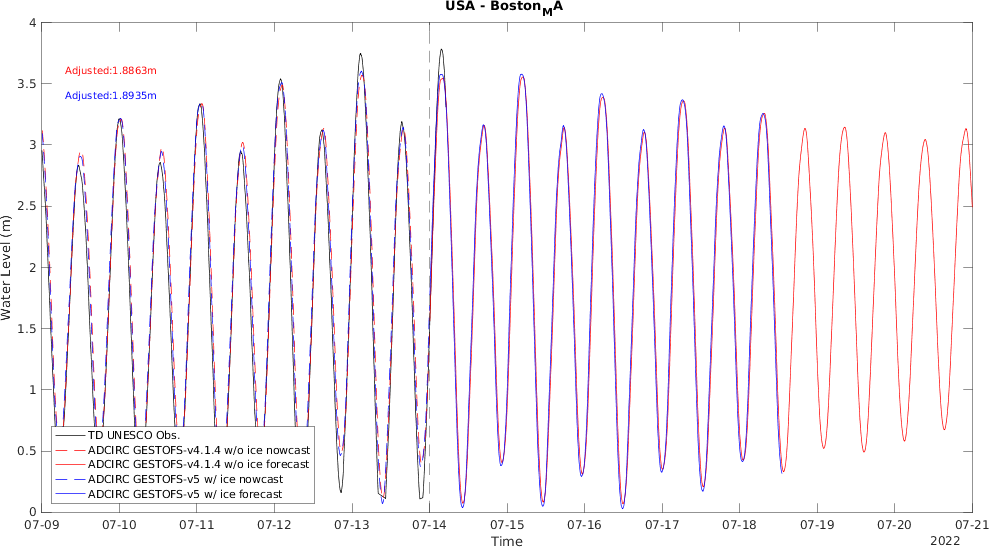 USA - BostonMA
4
3.5
3
2.5
2
1.5
1
0.5
0
Water Level (m)
Adjusted:1.8863m
Adjusted:1.8935m
TD UNESCO Obs.
ADCIRC GESTOFS-v4.1.4 w/o ice nowcast
ADCIRC GESTOFS-v4.1.4 w/o ice forecast
ADCIRC GESTOFS-v5 w/ ice nowcast
ADCIRC GESTOFS-v5 w/ ice forecast
07-09 07-10 07-11 07-12 07-13 07-14 07-15 07-16 07-17 07-18 07-19 07-20 07-21
Time
2022